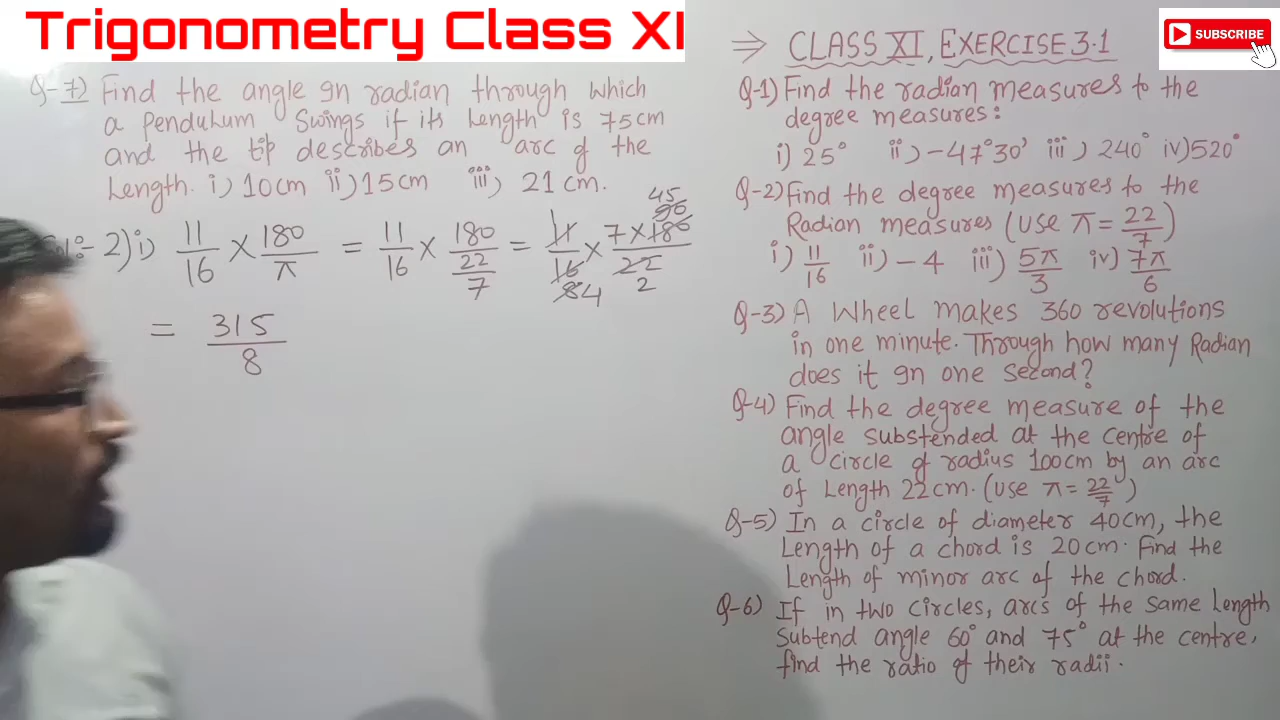 Trigonometry Class XI
Q-7) Find the angle gn radian through which
a Pendulum Swings if its Length is 75cm
and the tip describes an arc of the
Length. i) 10cm ii) 15cm iii) 21cm.
2) i) 11/16 × 180/π = 11/16 × 180/(22/7) = 11/16 × 7×180/22
45
90
84
2
= 315/8
⇒ CLASS XI, EXERCISE 3.1
SUBSCRIBE
Q-1) Find the radian measures to the
degree measures:
i) 25° ii) -47°30' iii) 240° iv) 520°
Q-2) Find the degree measures to the
Radian measures (use π = 22/7)
i) 11/16 ii) -4 iii) 5π/3 iv) 7π/6
Q-3) A Wheel makes 360 revolutions
in one minute. Through how many Radian
does it gn one second?
Q-4) Find the degree measure of the
angle substended at the centre of
a circle of radius 100cm by an arc
of Length 22cm. (use π = 22/7)
Q-5) In a circle of diameter 40cm, the
Length of a chord is 20cm. Find the
Length of minor arc of the chord.
Q-6) If in two circles, arcs of the same Length
Subtend angle 60° and 75° at the centre,
find the ratio of their radii.